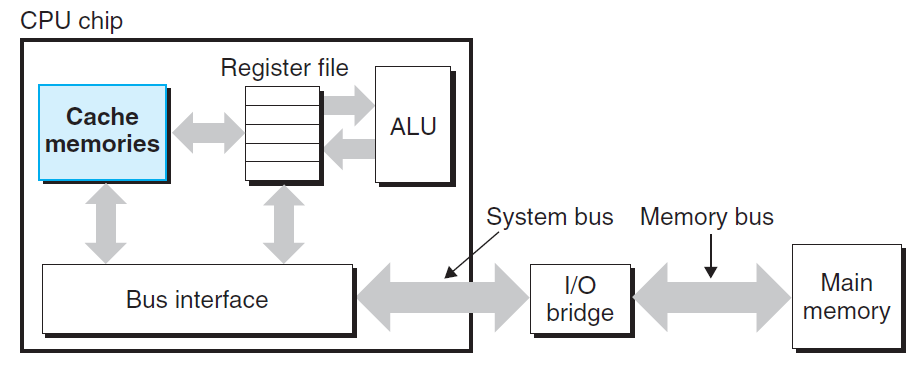 CPU chip
Register file
Cache
memories
ALU
System bus
Memory bus
Bus interface
I/O
bridge
Main
memory